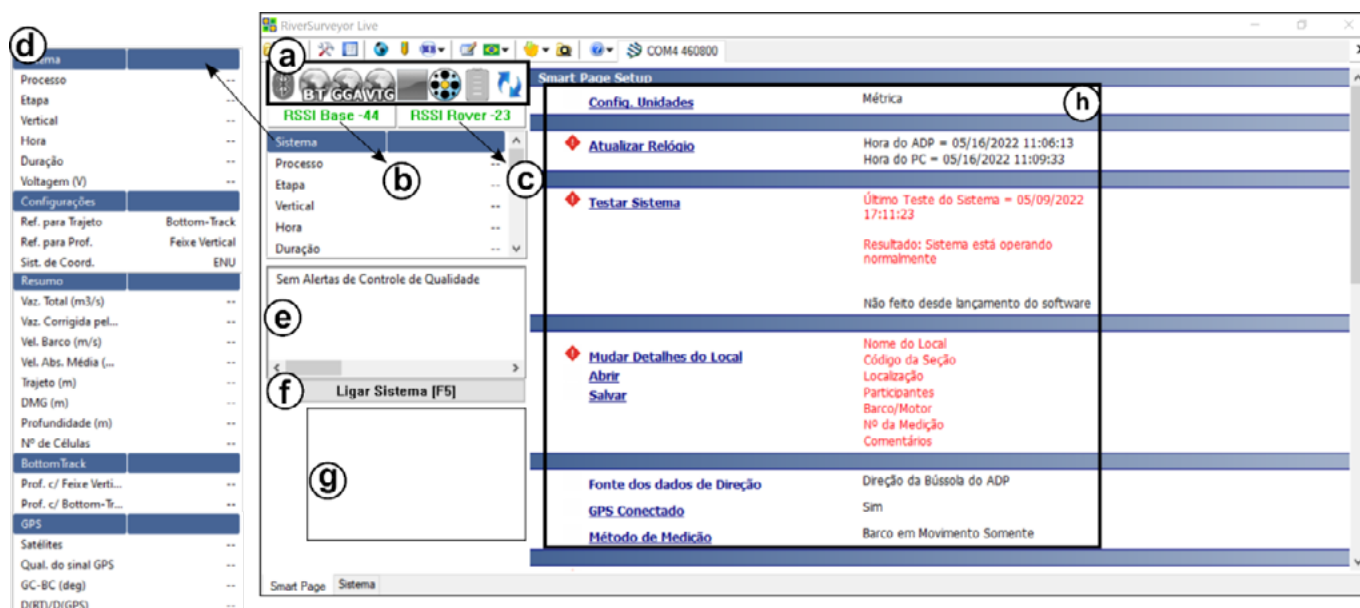 d
Processo --
Etapa --
Vertical --
Hora --
Duração --
Voltagem (V) --
Configurações
Ref. para Trajeto Bottom-Track
Ref. para Prof. Feixe Vertical
Sist. de Coord. ENU
Resumo
Vaz. Total (m3/s) --
Vaz. Corrigida pel... --
Vel. Barco (m/s) --
Vel. Abs. Média (... --
Trajeto (m) --
DMG (m) --
Profundidade (m) --
Nº de Células --
BottomTrack
Prof. c/ Feixe Verti... --
Prof. c/ Bottom-Tr... --
GPS
Satélites --
Qual. do sinal GPS --
GC-BC (deg) --
D(BT)/D(GPS) --
RiverSurveyor Live
COM4 460800
a
BT GGA VTG
RSSI Base -44 RSSI Rover -23
Sistema
b
c
Processo --
Etapa --
Vertical --
Hora --
Duração --
Sem Alertas de Controle de Qualidade
e
f
Ligar Sistema [F5]
g
Smart Page Setup
h
Config. Unidades Métrica
Atualizar Relógio Hora do ADP = 05/16/2022 11:06:13
Hora do PC = 05/16/2022 11:09:33
Testar Sistema Último Teste do Sistema = 05/09/2022
17:11:23
Resultado: Sistema está operando
normalmente
Não feito desde lançamento do software
Mudar Detalhes do Local
Abrir
Salvar
Nome do Local
Código da Seção
Localização
Participantes
Barco/Motor
Nº da Medição
Comentários
Fonte dos dados de Direção Direção da Bússola do ADP
GPS Conectado Sim
Método de Medição Barco em Movimento Somente
Smart Page Sistema